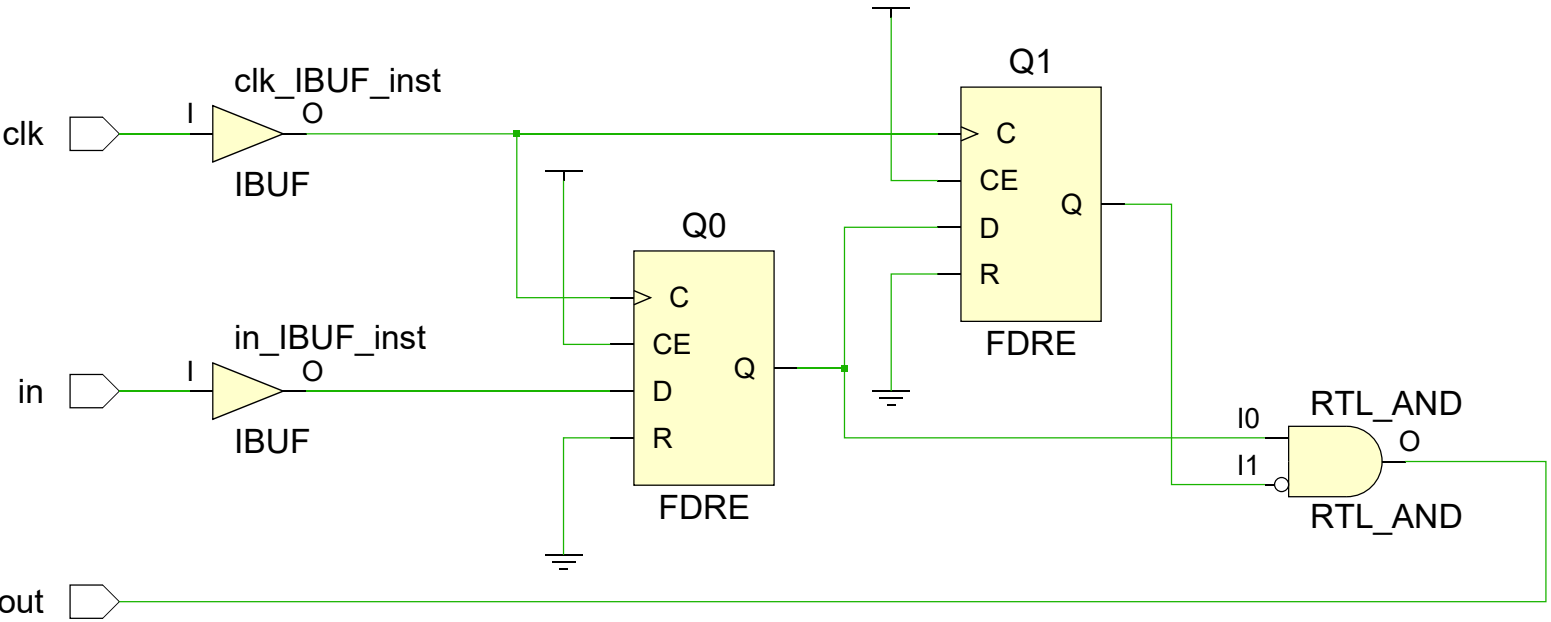 clk
I
clk_IBUF_inst
O
IBUF
Q1
C
CE
D
R
Q
FDRE
Q0
C
CE
D
R
Q
FDRE
in
I
in_IBUF_inst
O
IBUF
RTL_AND
I0
I1
O
RTL_AND
out